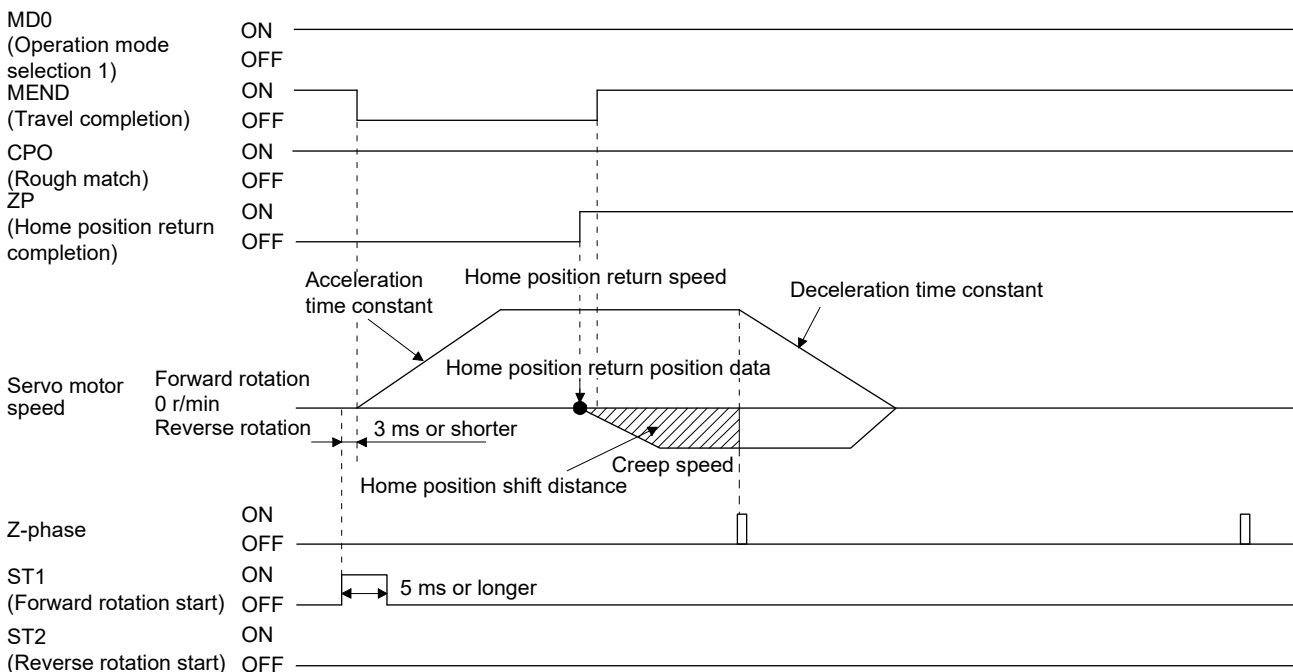 MD0
(Operation mode
selection 1)
ON
OFF
MEND
(Travel completion)
ON
OFF
CPO
(Rough match)
ON
OFF
ZP
(Home position return
completion)
ON
OFF
Acceleration
time constant
Home position return speed
Deceleration time constant
Home position return position data
Servo motor
speed
Forward rotation
0 r/min
Reverse rotation
3 ms or shorter
Creep speed
Home position shift distance
Z-phase
ON
OFF
ST1
(Forward rotation start)
ON
OFF
5 ms or longer
ST2
(Reverse rotation start)
ON
OFF